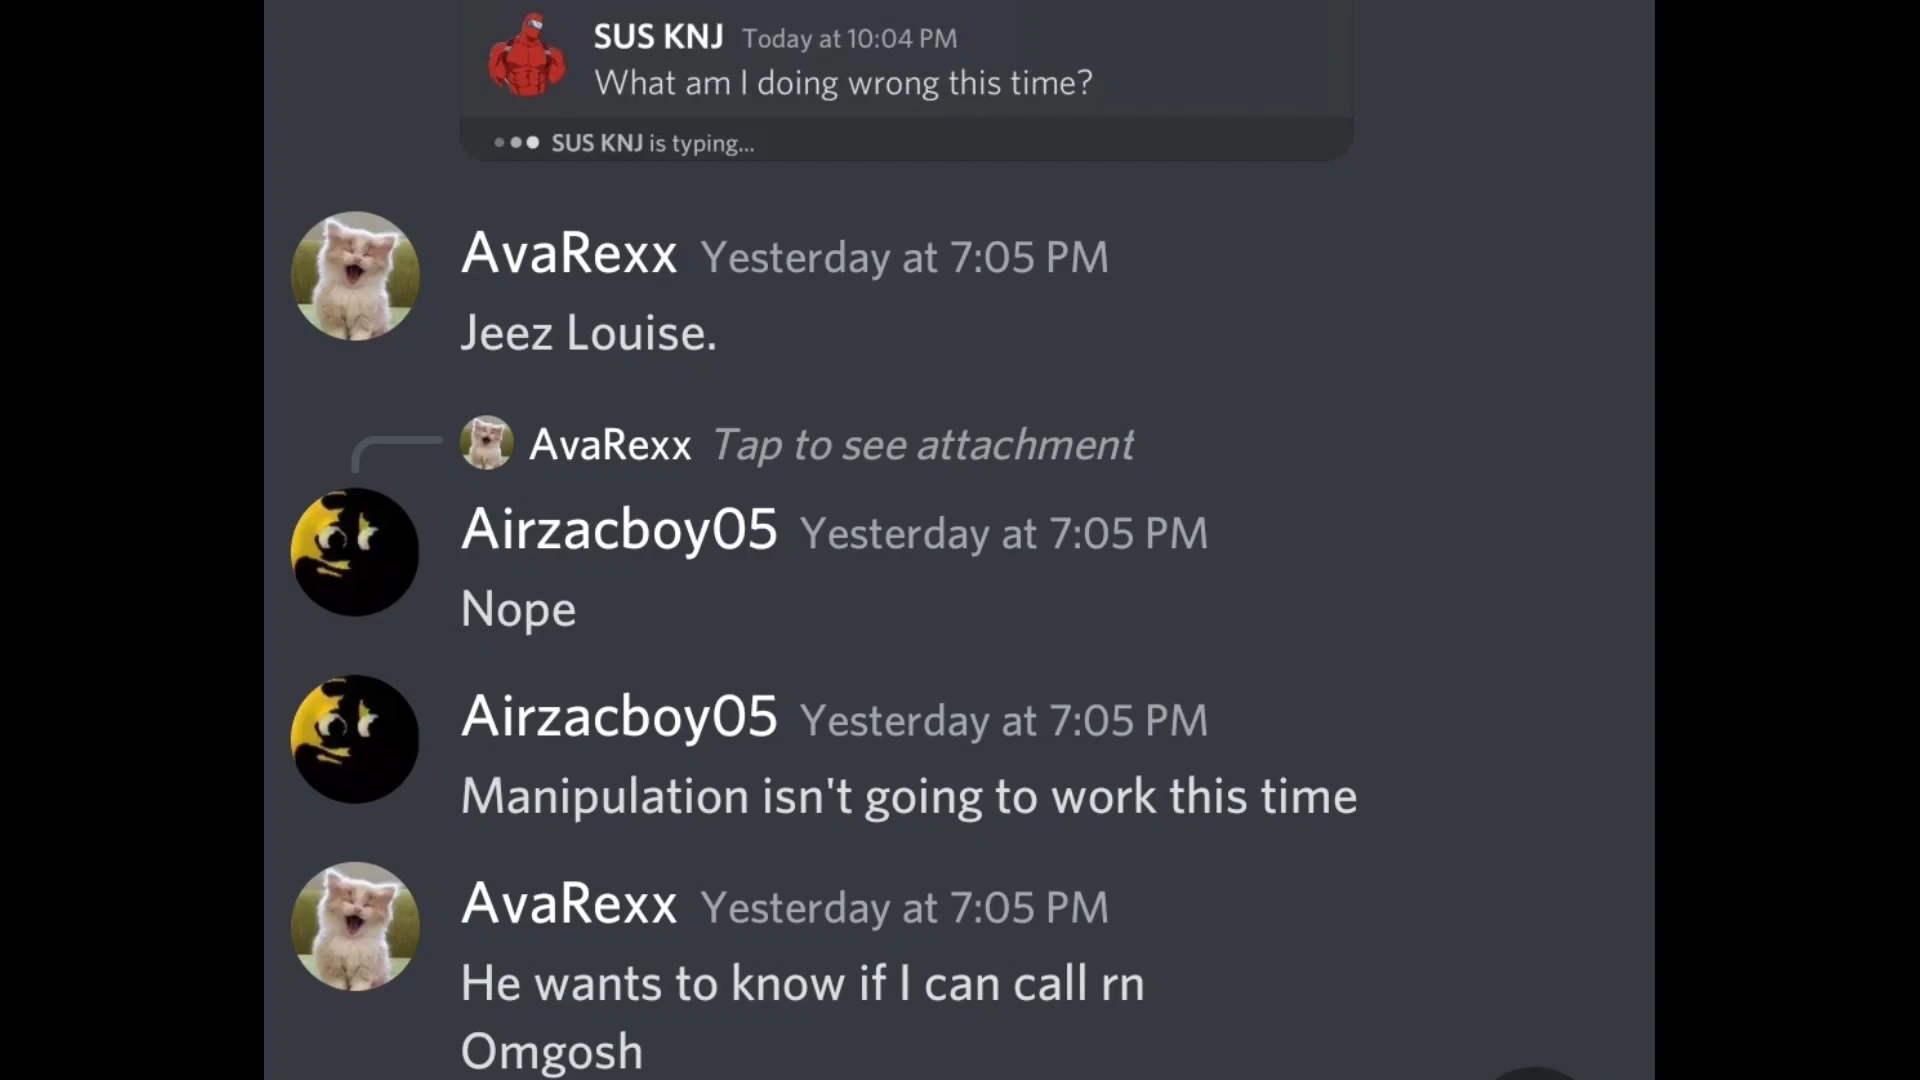 SUS KNJ Today at 10:04 PM
What am I doing wrong this time?
SUS KNJ is typing...
AvaRexx Yesterday at 7:05 PM
Jeez Louise.
AvaRexx Tap to see attachment
Airzacboy05 Yesterday at 7:05 PM
Nope
Airzacboy05 Yesterday at 7:05 PM
Manipulation isn't going to work this time
AvaRexx Yesterday at 7:05 PM
He wants to know if I can call rn
Omgosh